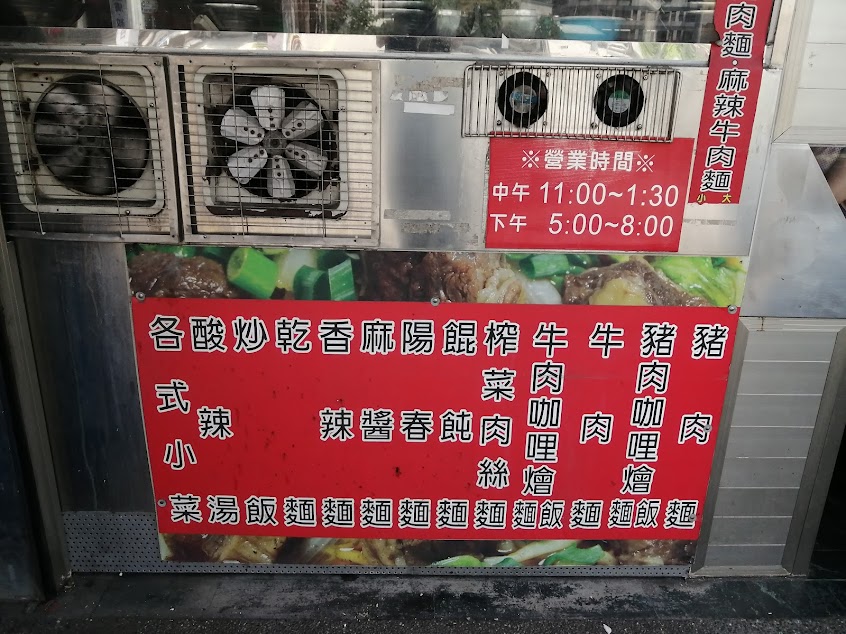 肉麵·麻辣牛肉麵
小 大
※營業時間※
中午 11:00~1:30
下午 5:00~8:00
豬肉麵
豬肉咖哩燴麵飯
牛肉麵
牛肉咖哩燴麵飯
榨菜肉絲麵
餛飩麵
陽春麵
麻醬麵
香辣麵
乾麵
炒飯
酸辣湯
各式小菜